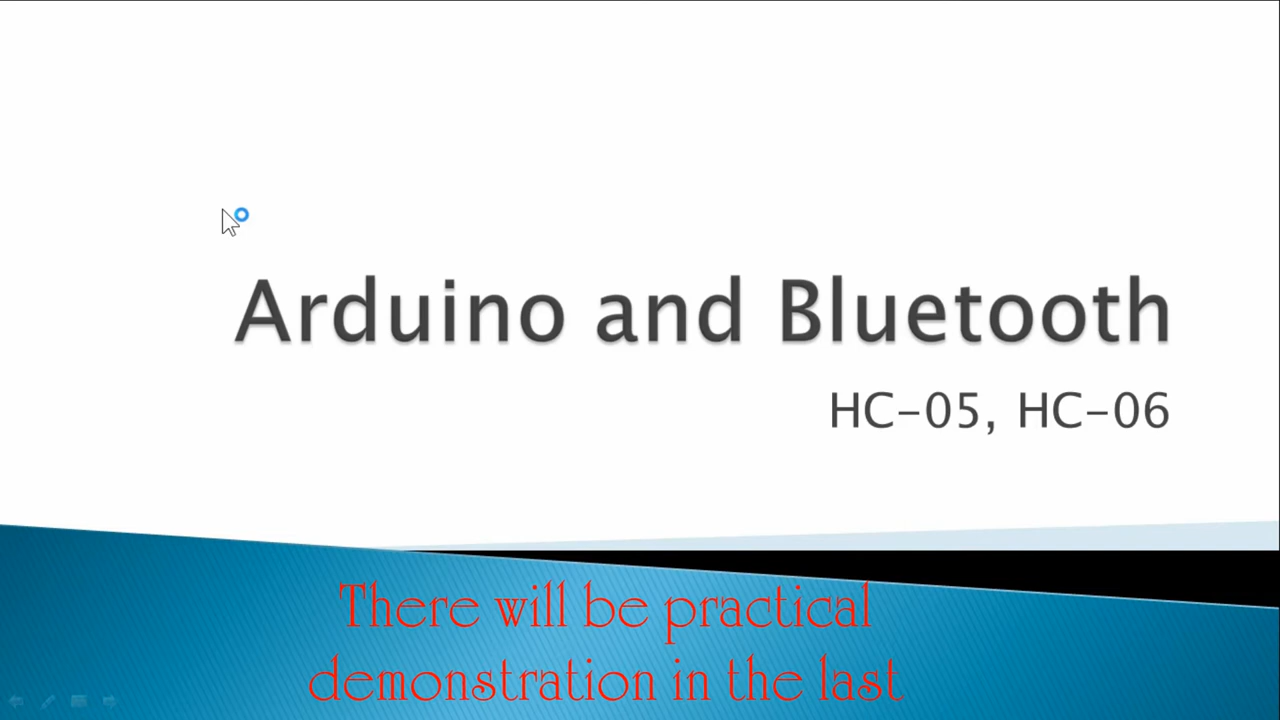 Arduino and Bluetooth
HC-05, HC-06
There will be practical
demonstration in the last